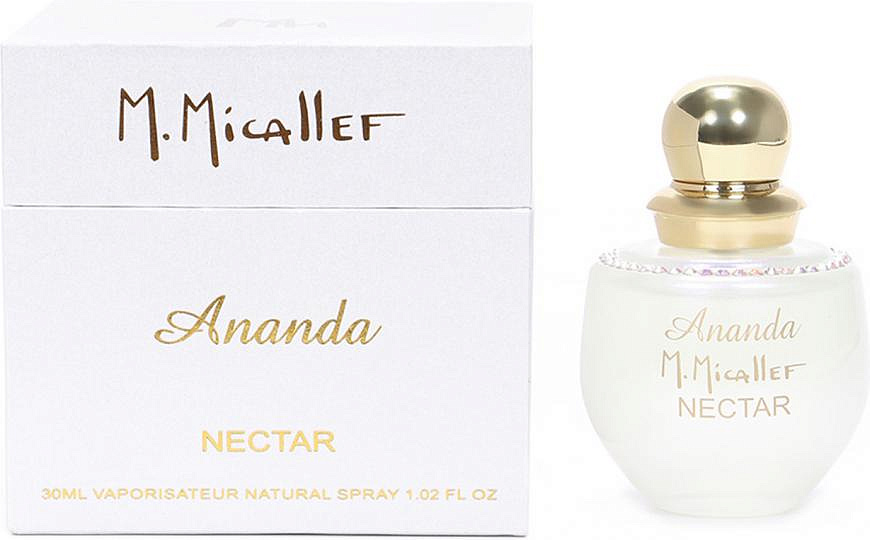 M. Micallef
Ananda
NECTAR
30ML VAPORISATEUR NATURAL SPRAY 1.02 FL OZ
Ananda
M. Micallef
NECTAR